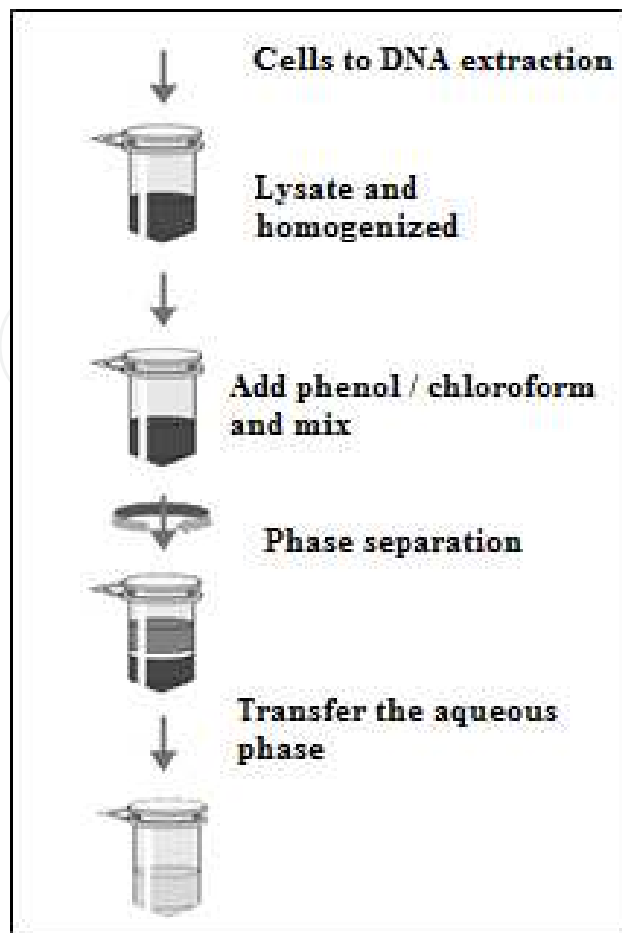 Cells to DNA extraction
Lysate and
homogenized
Add phenol / chloroform
and mix
Phase separation
Transfer the aqueous
phase